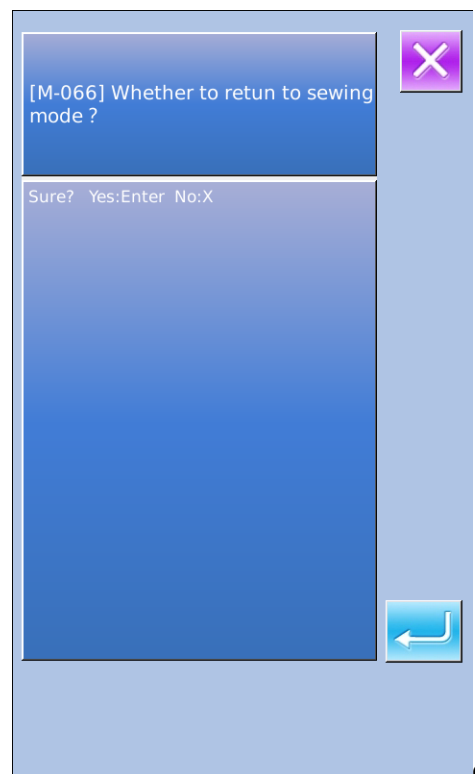 [M-066] Whether to retun to sewing
mode ?
Sure? Yes:Enter No:X